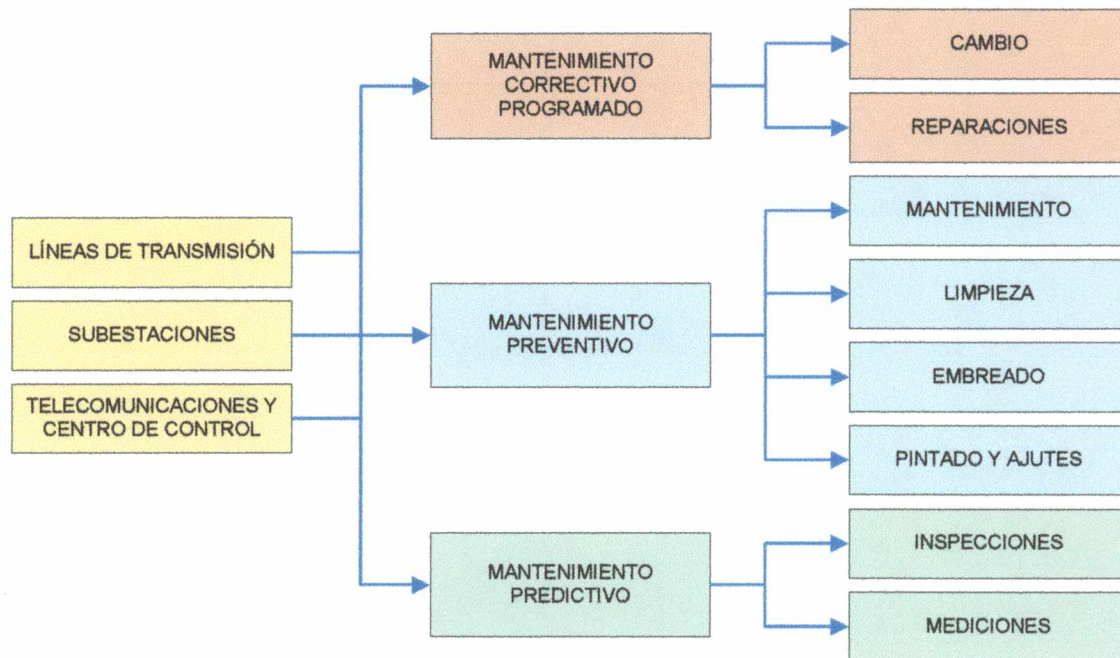 LÍNEAS DE TRANSMISIÓN
SUBESTACIONES
TELECOMUNICACIONES Y
CENTRO DE CONTROL
MANTENIMIENTO
CORRECTIVO
PROGRAMADO
MANTENIMIENTO
PREVENTIVO
MANTENIMIENTO
PREDICTIVO
CAMBIO
REPARACIONES
MANTENIMIENTO
LIMPIEZA
EMBREADO
PINTADO Y AJUTES
INSPECCIONES
MEDICIONES